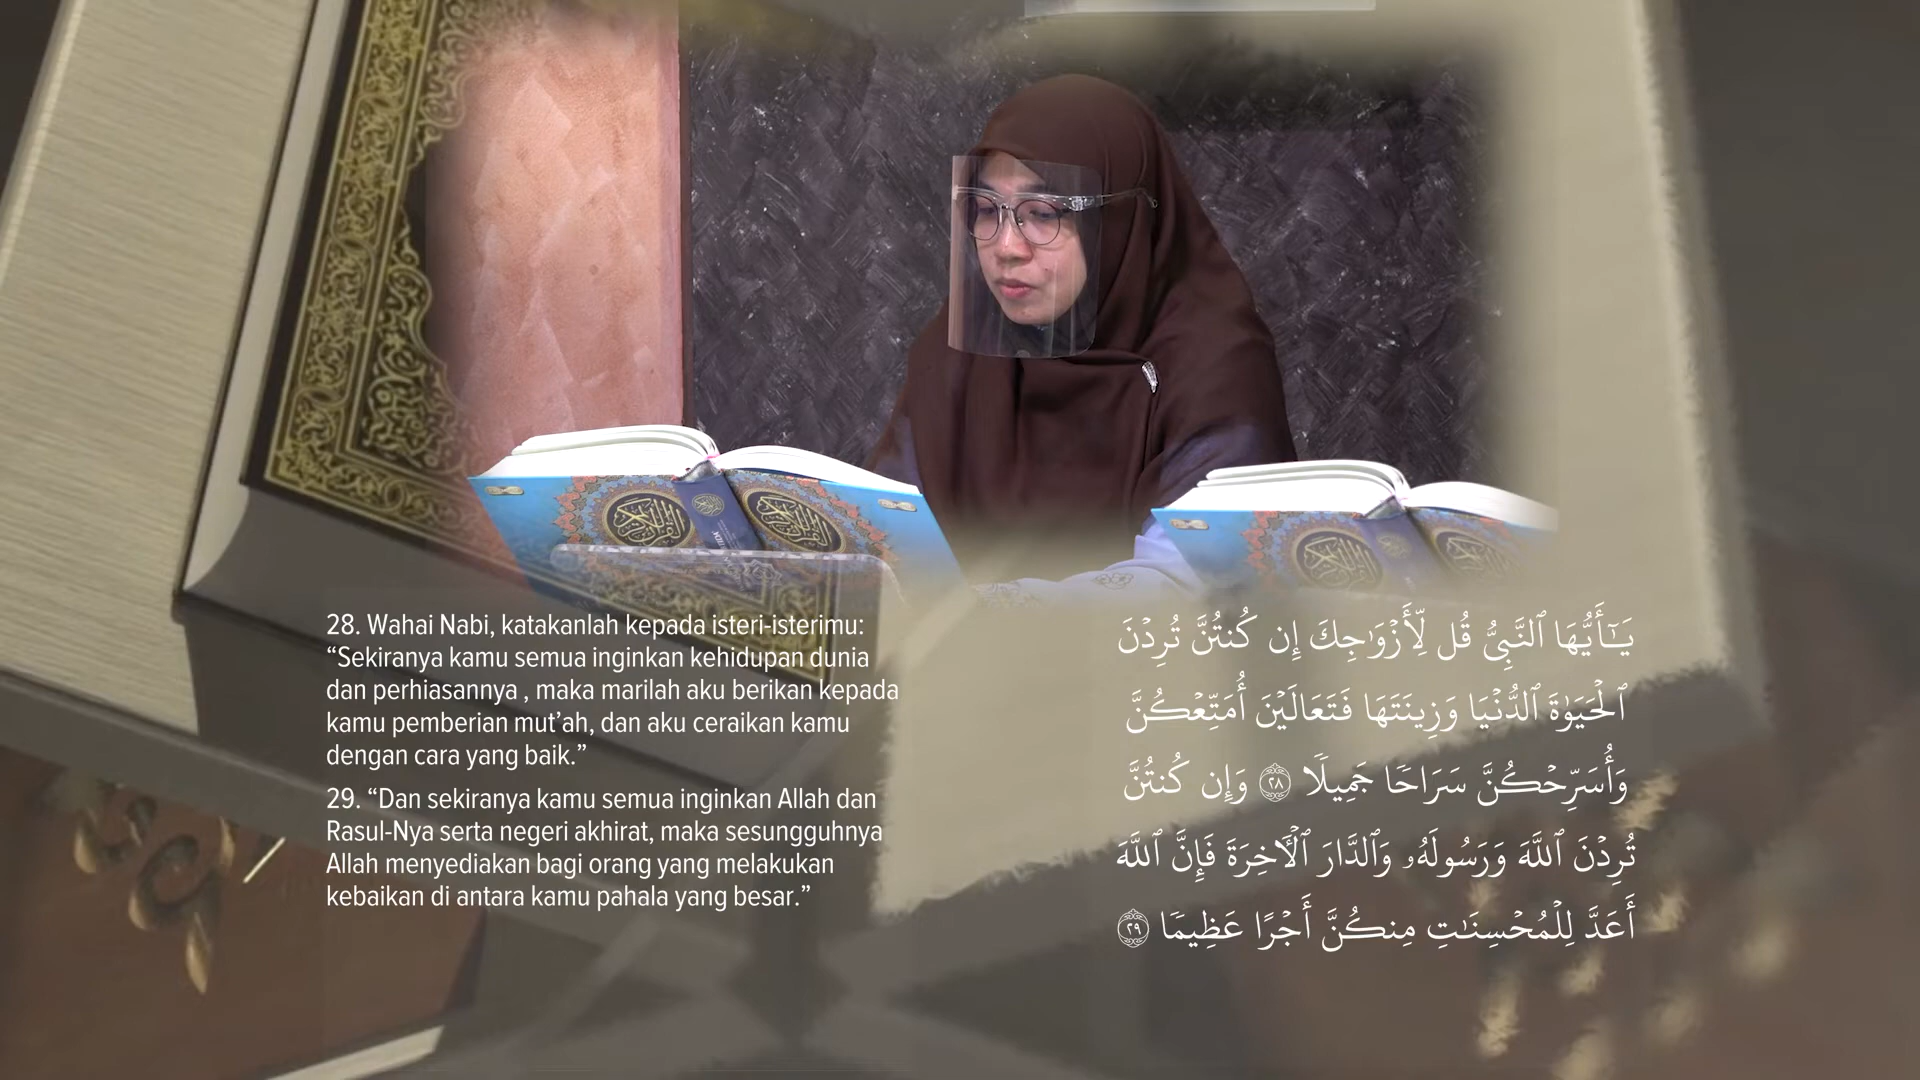 28. Wahai Nabi, katakanlah kepada isteri-isterimu:
“Sekiranya kamu semua inginkan kehidupan dunia
dan perhiasannya , maka marilah aku berikan kepada
kamu pemberian mut’ah, dan aku ceraikan kamu
dengan cara yang baik.”
29. “Dan sekiranya kamu semua inginkan Allah dan
Rasul-Nya serta negeri akhirat, maka sesungguhnya
Allah menyediakan bagi orang yang melakukan
kebaikan di antara kamu pahala yang besar.”
يَـٰٓأَيُّهَا ٱلنَّبِيُّ قُل لِّأَزْوَٰجِكَ إِن كُنتُنَّ تُرِدْنَ
ٱلْحَيَوٰةَ ٱلدُّنْيَا وَزِينَتَهَا فَتَعَالَيْنَ أُمَتِّعْكُنَّ
وَأُسَرِّحْكُنَّ سَرَاحًا جَمِيلًا ٢٨ وَإِن كُنتُنَّ
تُرِدْنَ ٱللَّهَ وَرَسُولَهُۥ وَٱلدَّارَ ٱلْـَٔاخِرَةَ فَإِنَّ ٱللَّهَ
أَعَدَّ لِلْمُحْسِنَـٰتِ مِنكُنَّ أَجْرًا عَظِيمًا ٢٩